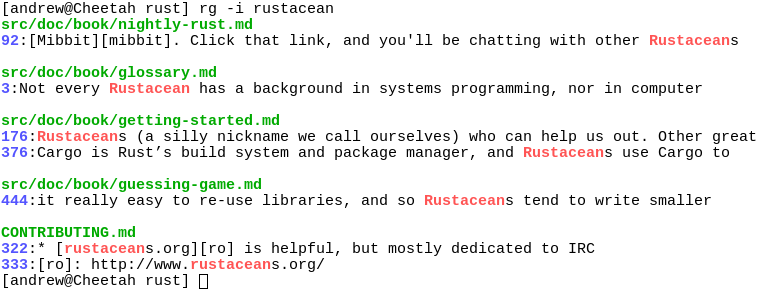 [andrew@Cheetah rust] rg -i rustacean
src/doc/book/nightly-rust.md
92:[Mibbit][mibbit]. Click that link, and you'll be chatting with other Rustaceans
src/doc/book/glossary.md
3:Not every Rustacean has a background in systems programming, nor in computer
src/doc/book/getting-started.md
176:Rustaceans (a silly nickname we call ourselves) who can help us out. Other great
376:Cargo is Rust’s build system and package manager, and Rustaceans use Cargo to
src/doc/book/guessing-game.md
444:it really easy to re-use libraries, and so Rustaceans tend to write smaller
CONTRIBUTING.md
322:* [rustaceans.org][ro] is helpful, but mostly dedicated to IRC
333:[ro]: http://www.rustaceans.org/
[andrew@Cheetah rust]